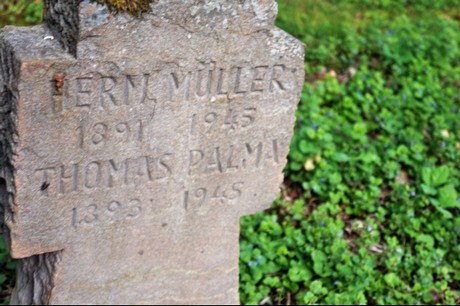 HERM. MÜLLER
1891 1945
THOMAS PALMA
1893 1945